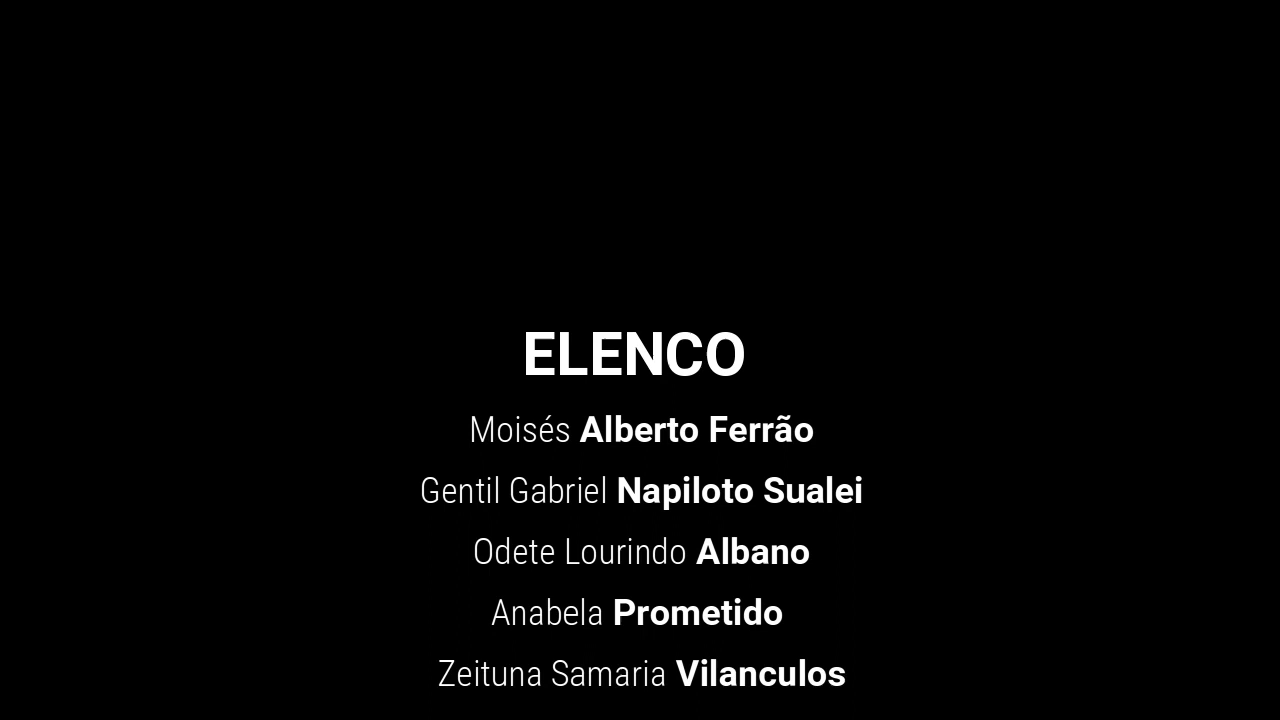 ELENCO
Moisés Alberto Ferrão
Gentil Gabriel Napiloto Sualei
Odete Lourindo Albano
Anabela Prometido
Zeituna Samaria Vilanculos